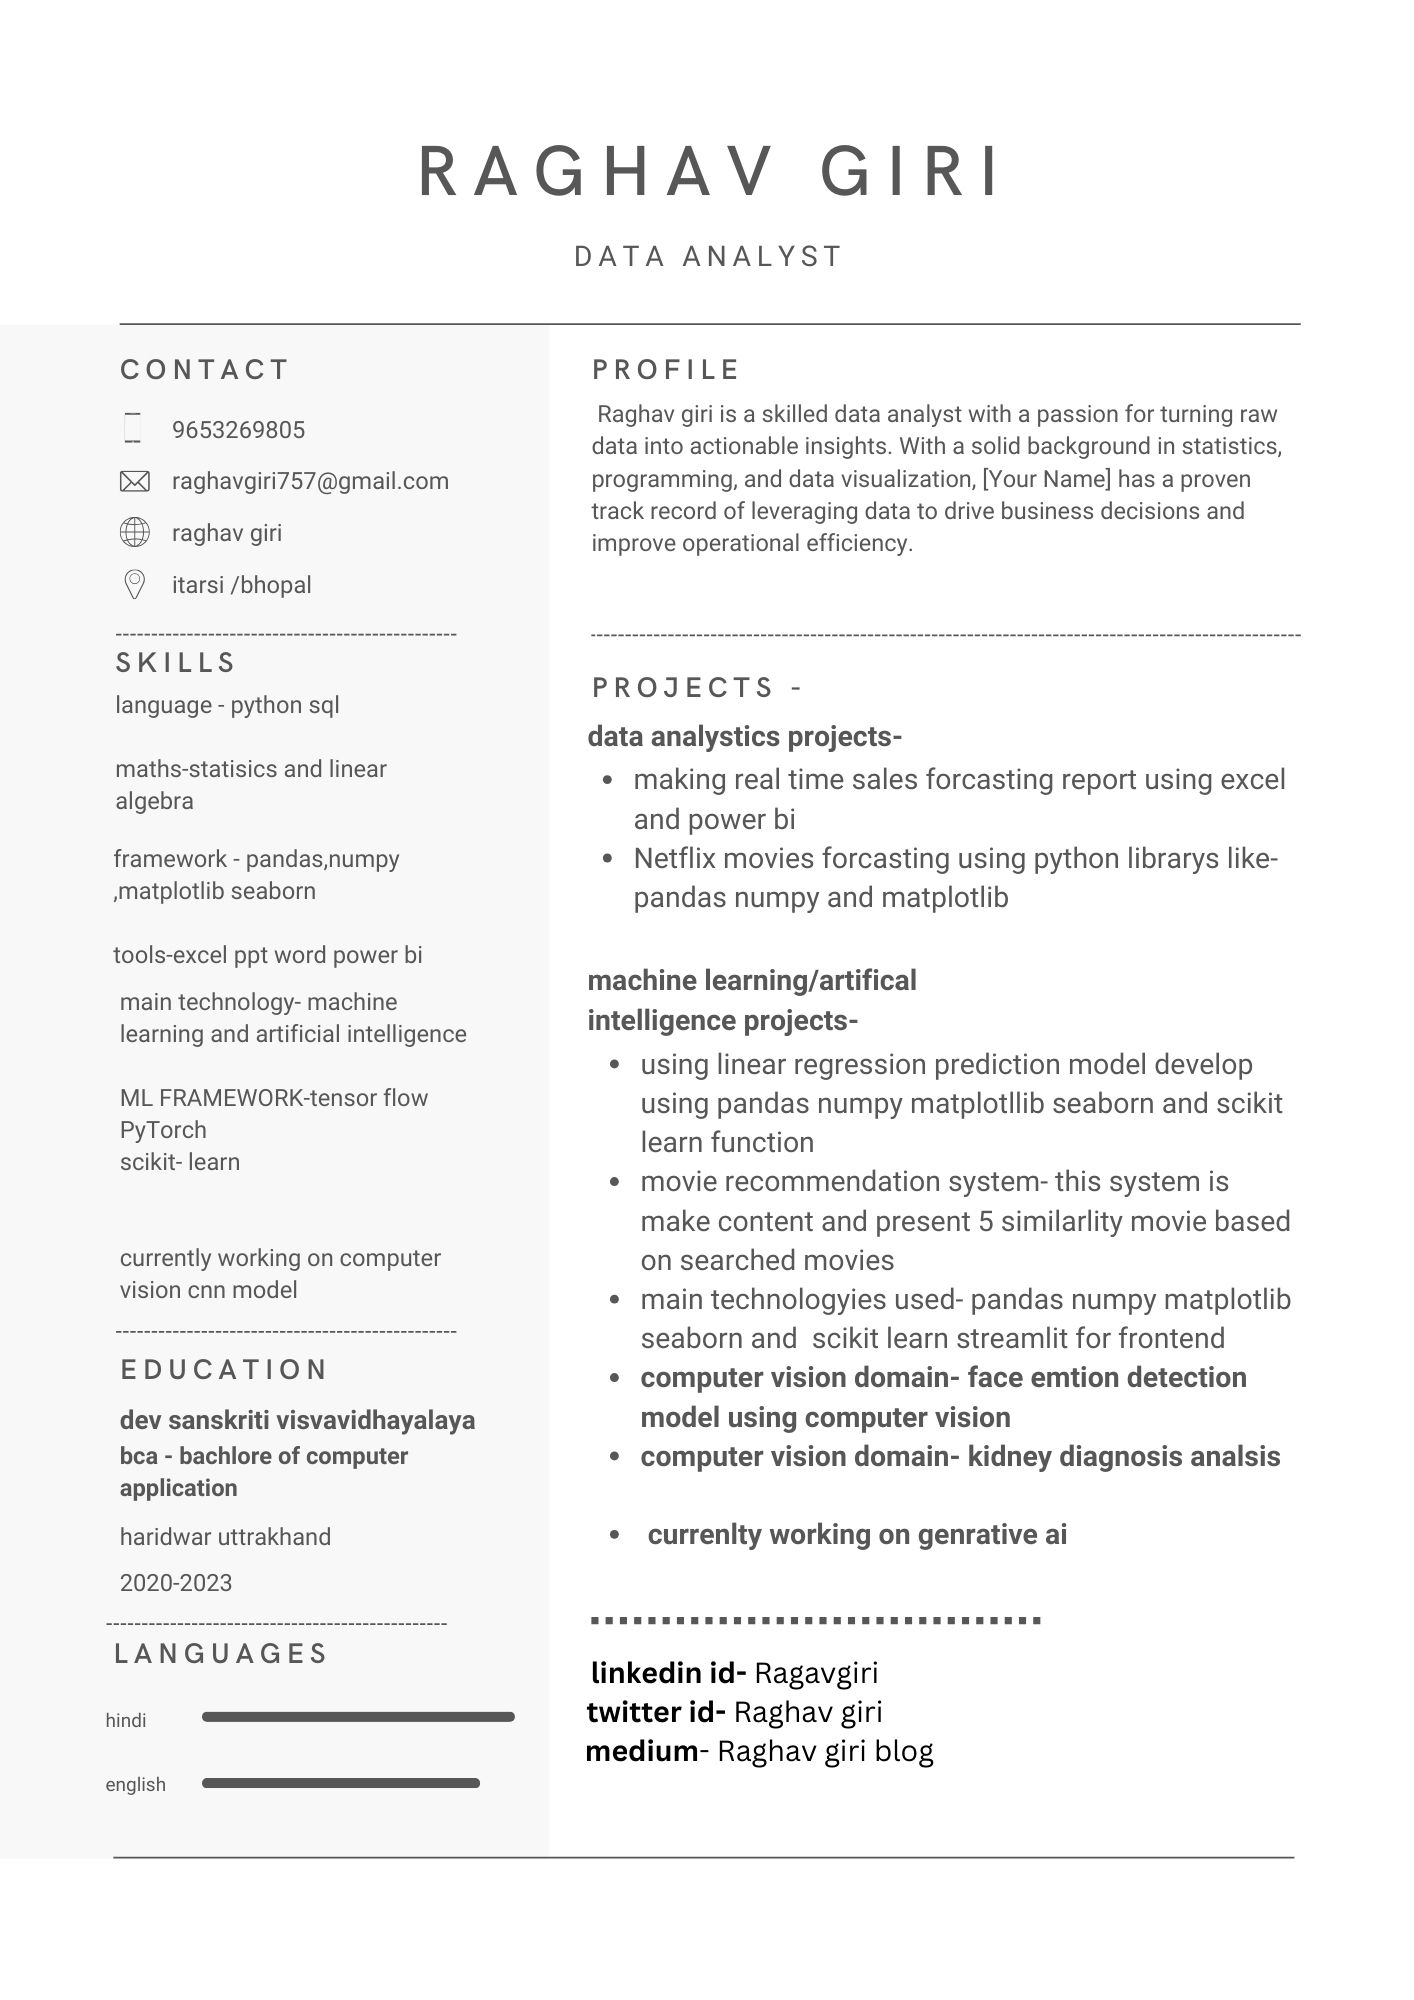 RAGHAV GIRI
DATA ANALYST
CONTACT
9653269805
raghavgiri757@gmail.com
raghav giri
itarsi /bhopal
SKILLS
language - python sql
maths-statisics and linear
algebra
framework - pandas,numpy
,matplotlib seaborn
tools-excel ppt word power bi
main technology- machine
learning and artificial intelligence
ML FRAMEWORK-tensor flow
PyTorch
scikit- learn
currently working on computer
vision cnn model
EDUCATION
dev sanskriti visvavidhayalaya
bca - bachlore of computer
application
haridwar uttrakhand
2020-2023
LANGUAGES
hindi
english
PROFILE
Raghav giri is a skilled data analyst with a passion for turning raw
data into actionable insights. With a solid background in statistics,
programming, and data visualization, [Your Name] has a proven
track record of leveraging data to drive business decisions and
improve operational efficiency.
PROJECTS -
data analystics projects-
• making real time sales forcasting report using excel
and power bi
• Netflix movies forcasting using python librarys like-
pandas numpy and matplotlib
machine learning/artifical
intelligence projects-
• using linear regression prediction model develop
using pandas numpy matplotllib seaborn and scikit
learn function
• movie recommendation system- this system is
make content and present 5 similarlity movie based
on searched movies
• main technologyies used- pandas numpy matplotlib
seaborn and  scikit learn streamlit for frontend
• computer vision domain- face emtion detection
model using computer vision
• computer vision domain- kidney diagnosis analsis
• currenlty working on genrative ai
linkedin id- Ragavgiri
twitter id- Raghav giri
medium- Raghav giri blog